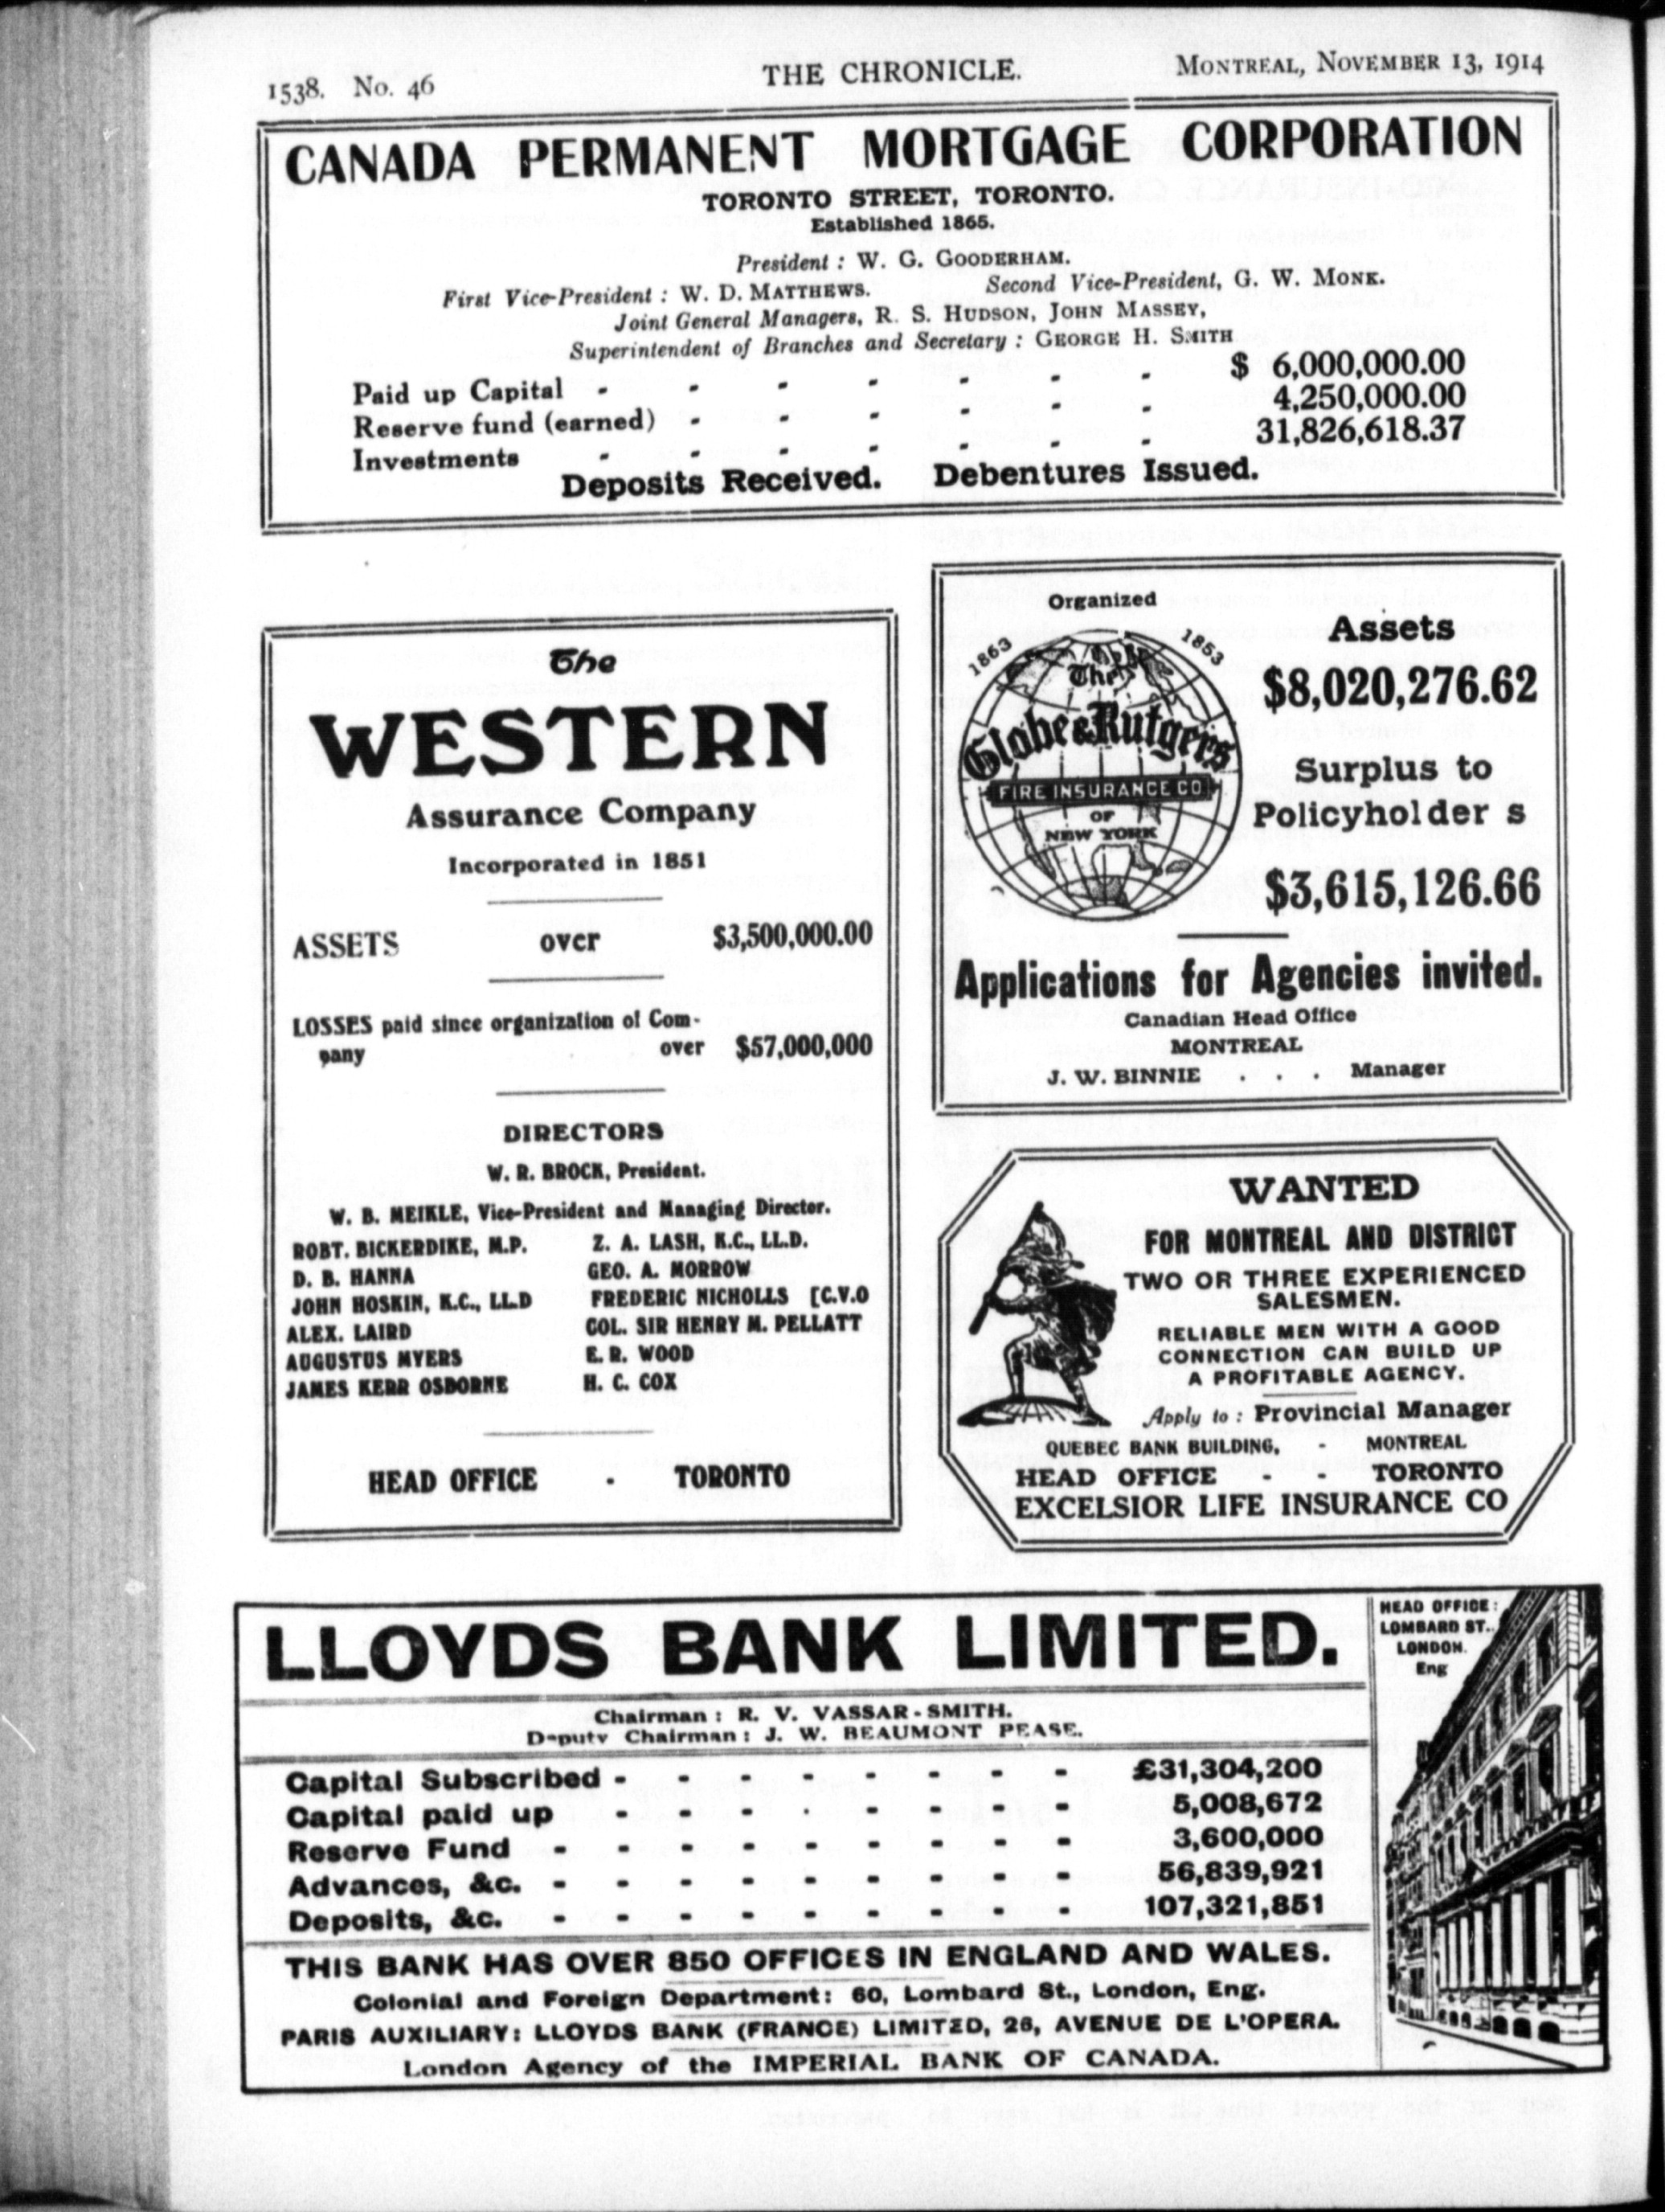 1538. No. 46 THE CHRONICLE. MONTREAL, NOVEMBER 13, 1914
CANADA PERMANENT MORTGAGE CORPORATION
TORONTO STREET, TORONTO.
Established 1865.
President : W. G. GOODERHAM.
First Vice-President : W. D. MATTHEWS. Second Vice-President, G. W. MONK.
Joint General Managers, R. S. HUDSON, JOHN MASSEY,
Superintendent of Branches and Secretary : GEORGE H. SMITH
Paid up Capital - - - - - - - $ 6,000,000.00
Reserve fund (earned) - - - - - - 4,250,000.00
Investments - - - - - - - 31,826,618.37
Deposits Received. Debentures Issued.
The
WESTERN
Assurance Company
Incorporated in 1851
ASSETS over $3,500,000.00
LOSSES paid since organization of Com-
pany over $57,000,000
DIRECTORS
W. R. BROCK, President.
W. B. MEIKLE, Vice-President and Managing Director.
ROBT. BICKERDIKE, M.P. Z. A. LASH, K.C., LL.D.
D. B. HANNA GEO. A. MORROW
JOHN HOSKIN, K.C., LL.D FREDERIC NICHOLLS [C.V.O
ALEX. LAIRD COL. SIR HENRY M. PELLATT
AUGUSTUS MYERS E. R. WOOD
JAMES KERR OSBORNE H. C. COX
HEAD OFFICE - TORONTO
Organized
1863 1853
The
Globe & Rutgers
FIRE INSURANCE CO
OF
NEW YORK
Assets
$8,020,276.62
Surplus to
Policyholder s
$3,615,126.66
Applications for Agencies invited.
Canadian Head Office
MONTREAL
J. W. BINNIE . . . Manager
WANTED
FOR MONTREAL AND DISTRICT
TWO OR THREE EXPERIENCED
SALESMEN.
RELIABLE MEN WITH A GOOD
CONNECTION CAN BUILD UP
A PROFITABLE AGENCY.
Apply to : Provincial Manager
QUEBEC BANK BUILDING, - MONTREAL
HEAD OFFICE - - TORONTO
EXCELSIOR LIFE INSURANCE CO
LLOYDS BANK LIMITED.
HEAD OFFICE :
LOMBARD ST.,
LONDON.
Eng
Chairman : R. V. VASSAR-SMITH.
Deputy Chairman : J. W. BEAUMONT PEASE.
Capital Subscribed - - - - - - - - £31,304,200
Capital paid up - - - - - - - - 5,008,672
Reserve Fund - - - - - - - - - 3,600,000
Advances, &c. - - - - - - - - - 56,839,921
Deposits, &c. - - - - - - - - - 107,321,851
THIS BANK HAS OVER 850 OFFICES IN ENGLAND AND WALES.
Colonial and Foreign Department: 60, Lombard St., London, Eng.
PARIS AUXILIARY: LLOYDS BANK (FRANCE) LIMITED, 26, AVENUE DE L'OPERA.
London Agency of the IMPERIAL BANK OF CANADA.